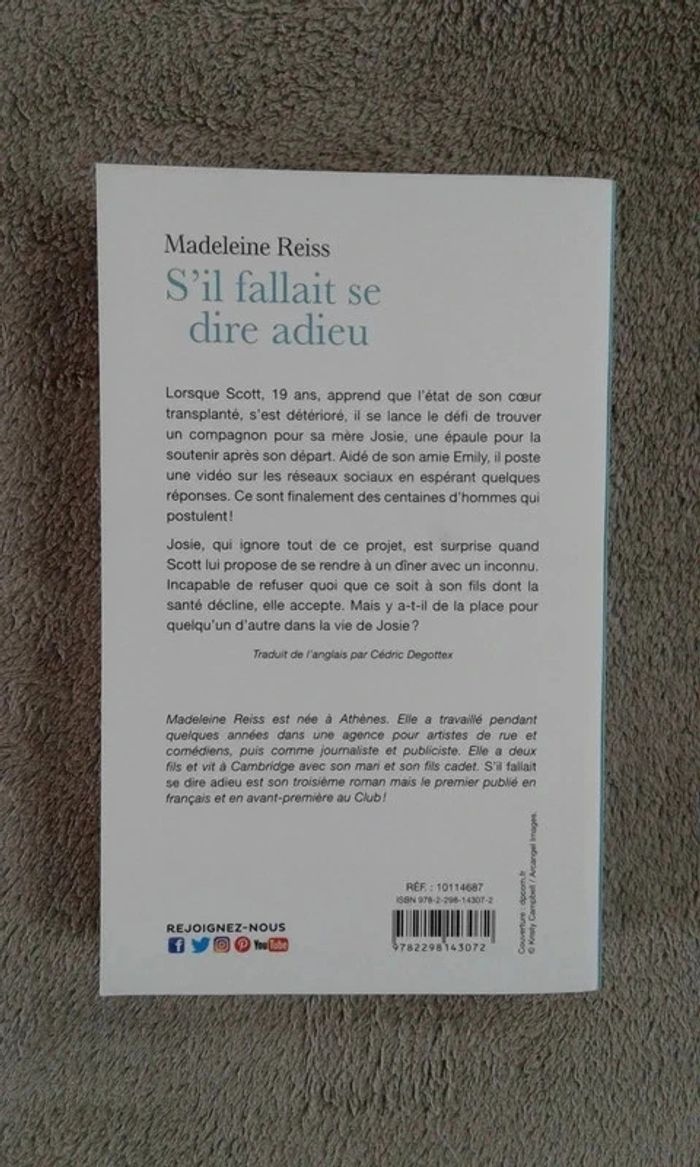 Madeleine Reiss
S'il fallait se
dire adieu
Lorsque Scott, 19 ans, apprend que l'état de son cœur
transplanté, s'est détérioré, il se lance le défi de trouver
un compagnon pour sa mère Josie, une épaule pour la
soutenir après son départ. Aidé de son amie Emily, il poste
une vidéo sur les réseaux sociaux en espérant quelques
réponses. Ce sont finalement des centaines d'hommes qui
postulent !
Josie, qui ignore tout de ce projet, est surprise quand
Scott lui propose de se rendre à un dîner avec un inconnu.
Incapable de refuser quoi que ce soit à son fils dont la
santé décline, elle accepte. Mais y a-t-il de la place pour
quelqu'un d'autre dans la vie de Josie ?
Traduit de l'anglais par Cédric Degottex
Madeleine Reiss est née à Athènes. Elle a travaillé pendant
quelques années dans une agence pour artistes de rue et
comédiens, puis comme journaliste et publiciste. Elle a deux
fils et vit à Cambridge avec son mari et son fils cadet. S'il fallait
se dire adieu est son troisième roman mais le premier publié en
français et en avant-première au Club !
RÉF. : 10114687
ISBN 978-2-298-14307-2
9782298143072
REJOIGNEZ-NOUS
YouTube
Couverture : dpcom.fr
© Kristy Campbell / Arcangel Images.